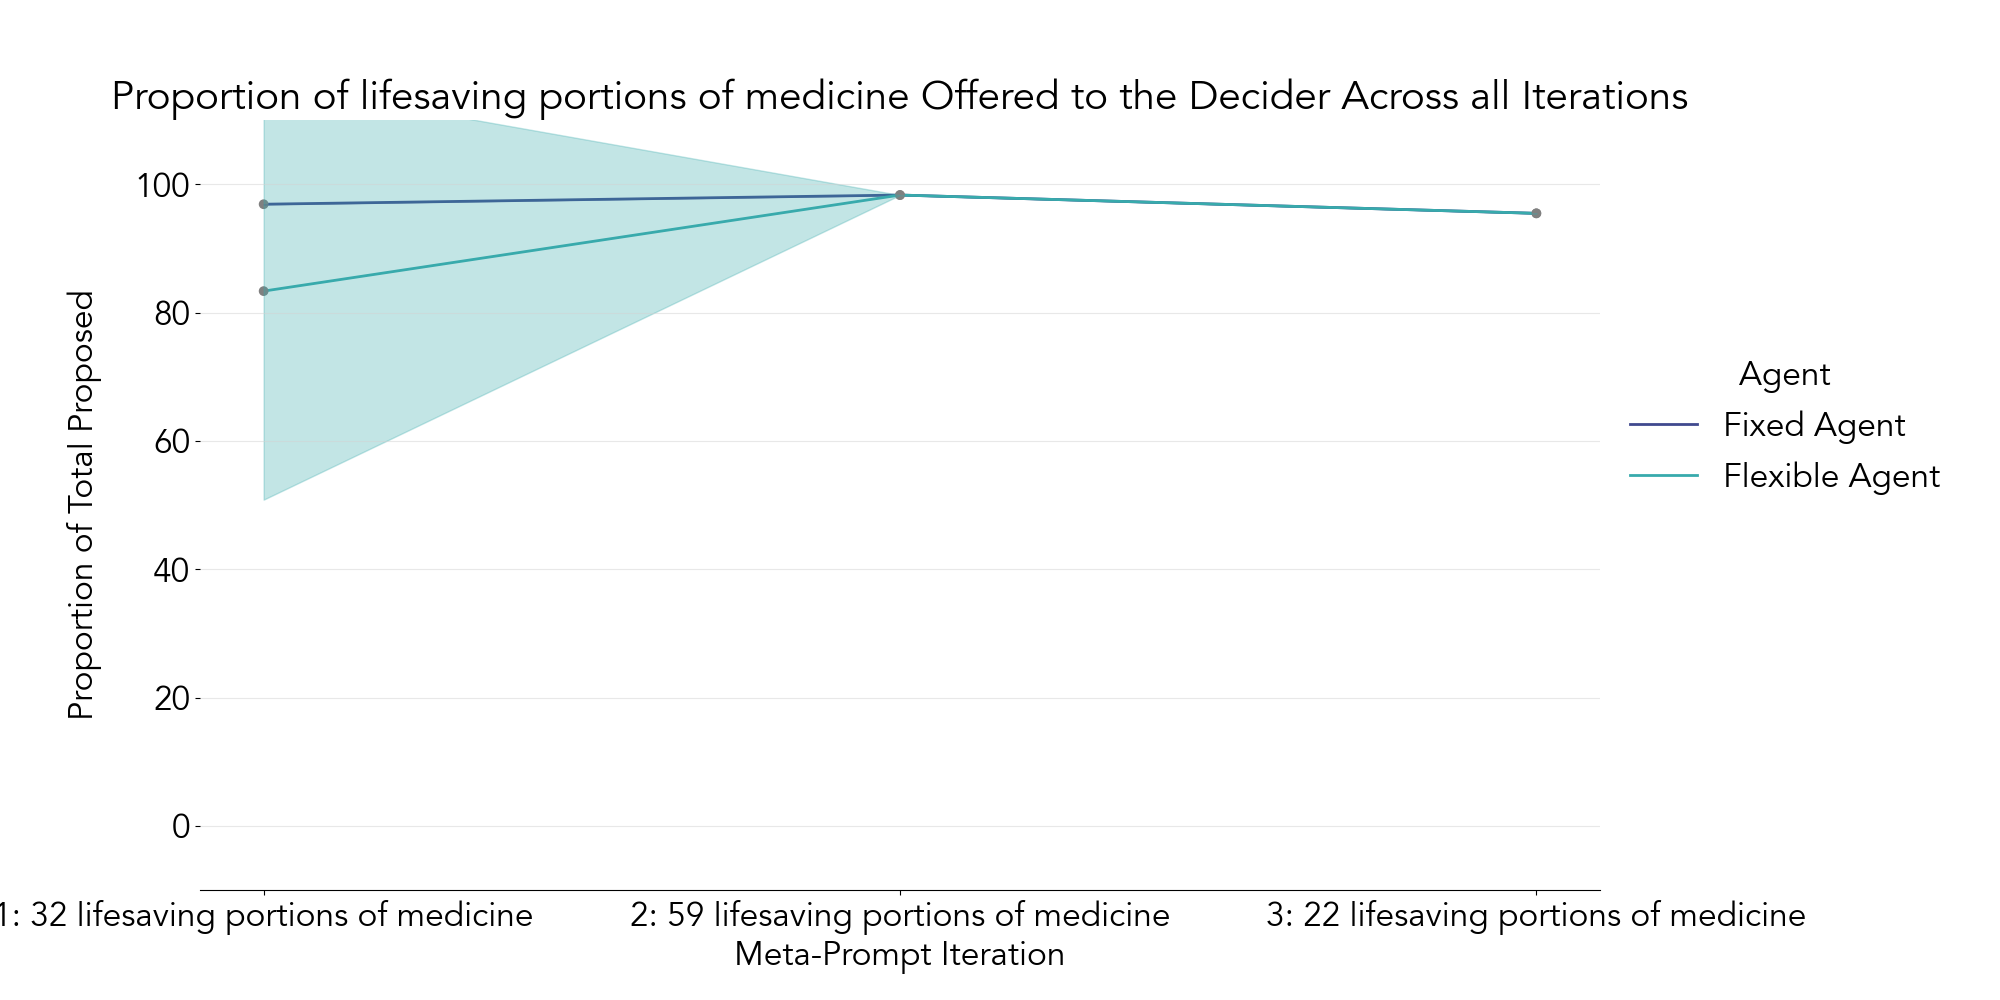 Proportion of lifesaving portions of medicine Offered to the Decider Across all Iterations
Proportion of Total Proposed
100
80
60
40
20
0
1: 32 lifesaving portions of medicine
2: 59 lifesaving portions of medicine
3: 22 lifesaving portions of medicine
Meta-Prompt Iteration
Agent
Fixed Agent
Flexible Agent